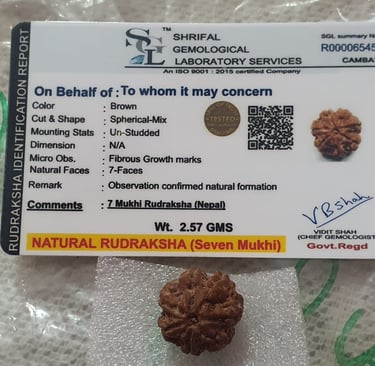 SGL™
SHRIFAL
GEMOLOGICAL
LABORATORY SERVICES
An ISO 9001 : 2015 certified Company
SGL summary N
R00006545
CAMBA
RUDRAKSHA IDENTIFICATION REPORT
On Behalf of : To whom it may concern
Color : Brown
Cut & Shape : Spherical-Mix
Mounting Stats : Un-Studded
Dimension : N/A
Micro Obs. : Fibrous Growth marks
Natural Faces : 7-Faces
Remark : Observation confirmed natural formation
Comments : 7 Mukhi Rudraksha (Nepal)
Wt. 2.57 GMS
NATURAL RUDRAKSHA (Seven Mukhi)
TESTED
V B Shah
VIDIT SHAH
(CHIEF GEMOLOGIST
Govt.Regd